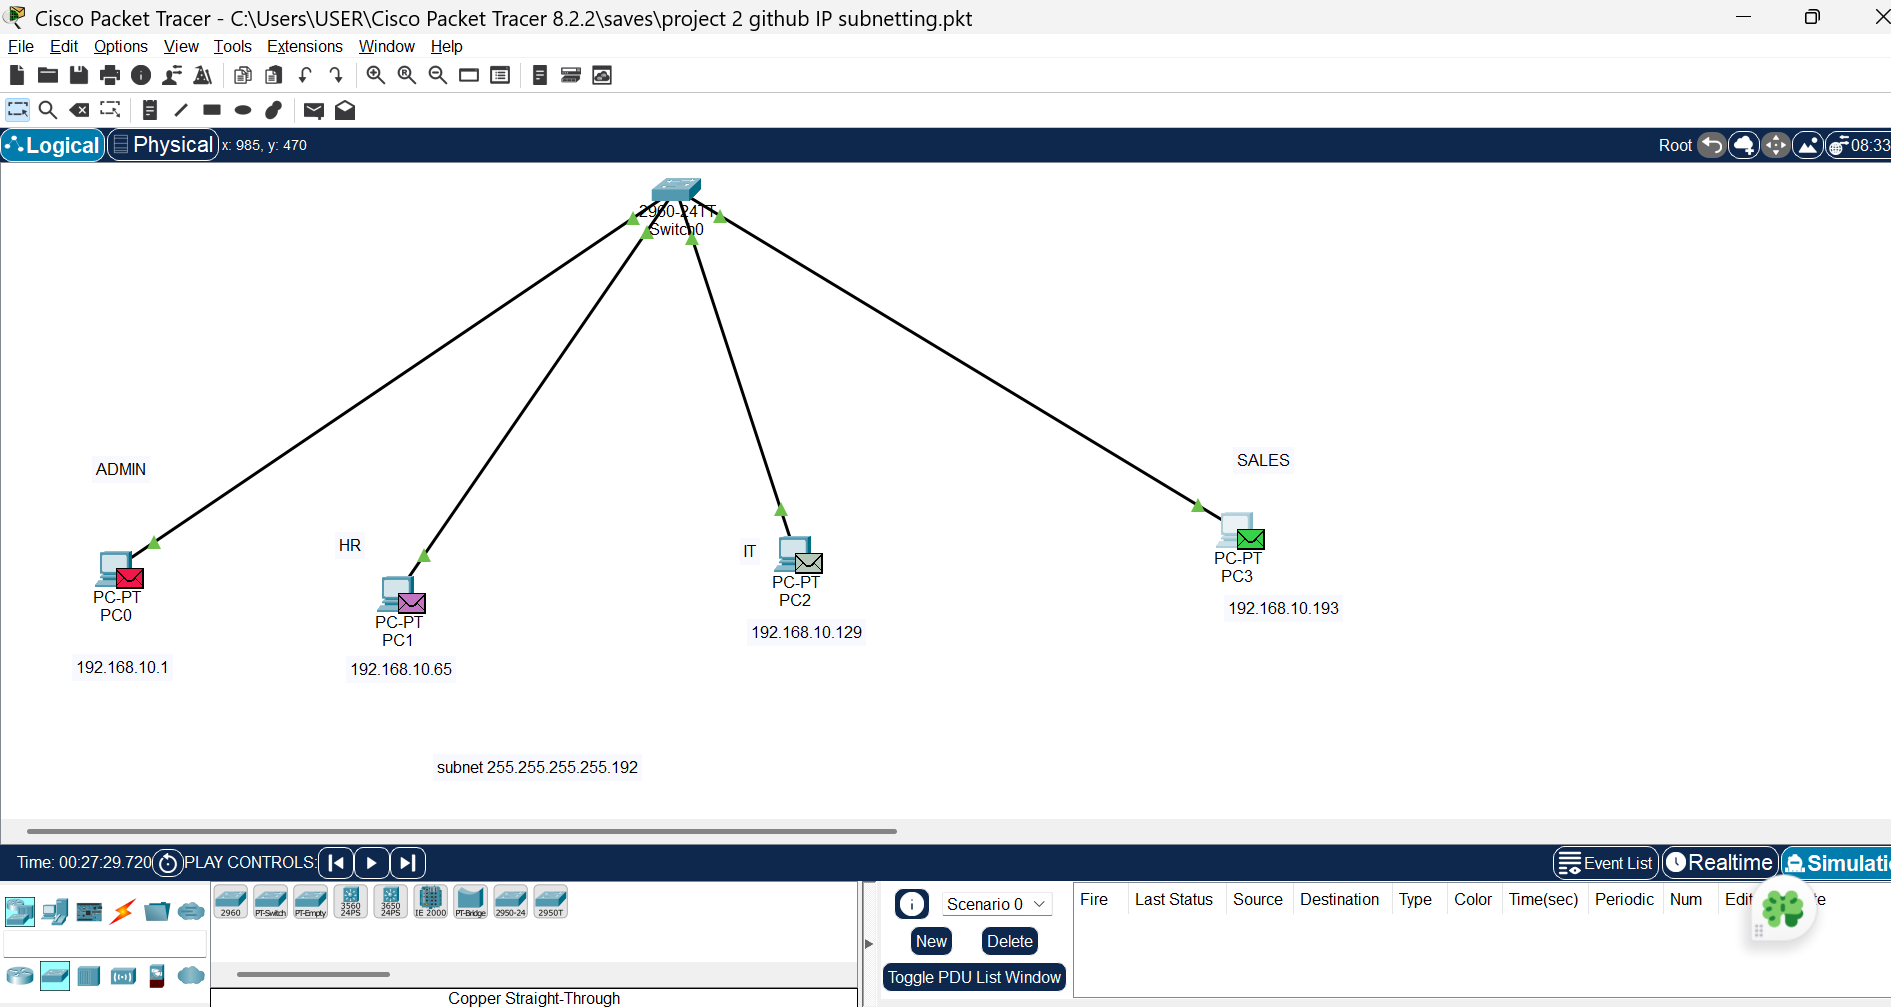 Cisco Packet Tracer - C:\Users\USER\Cisco Packet Tracer 8.2.2\saves\project 2 github IP subnetting.pkt
File Edit Options View Tools Extensions Window Help
Logical Physical x: 985, y: 470 Root 08:33
2960-24TT
Switch0
ADMIN
SALES
HR
IT
PC-PT
PC0
PC-PT
PC1
PC-PT
PC2
PC-PT
PC3
192.168.10.1
192.168.10.65
192.168.10.129
192.168.10.193
subnet 255.255.255.255.192
Time: 00:27:29.720 PLAY CONTROLS: Event List Realtime Simulati
2960 PT-Switch PT-Empty 3560 24PS 3650 24PS IE 2000 PT-Bridge 2950-24 2950T
Scenario 0
New Delete
Toggle PDU List Window
Fire Last Status Source Destination Type Color Time(sec) Periodic Num Edit te
Copper Straight-Through